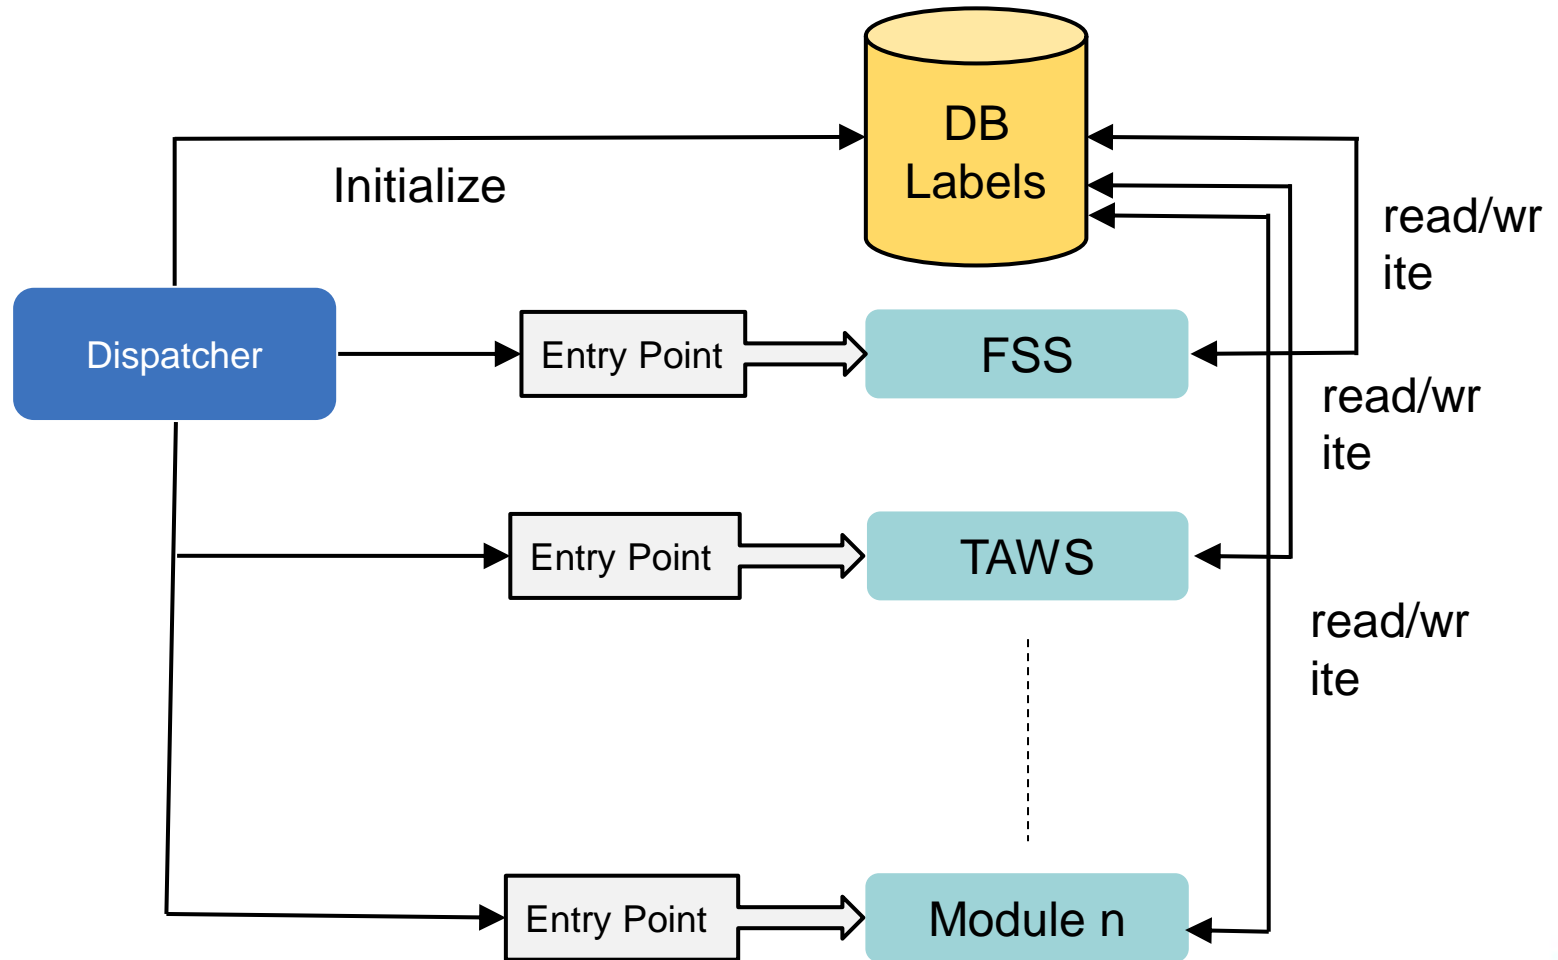 DB
Labels
Initialize
read/wr
ite
Dispatcher
Entry Point
FSS
read/wr
ite
Entry Point
TAWS
read/wr
ite
Entry Point
Module n